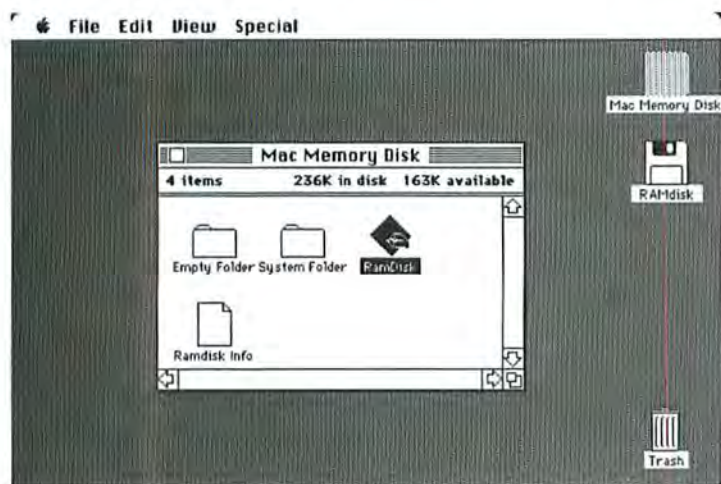 File Edit View Special
Mac Memory Disk
RAMdisk
Mac Memory Disk
4 items 236K in disk 163K available
Empty Folder System Folder RamDisk
Ramdisk Info
Trash